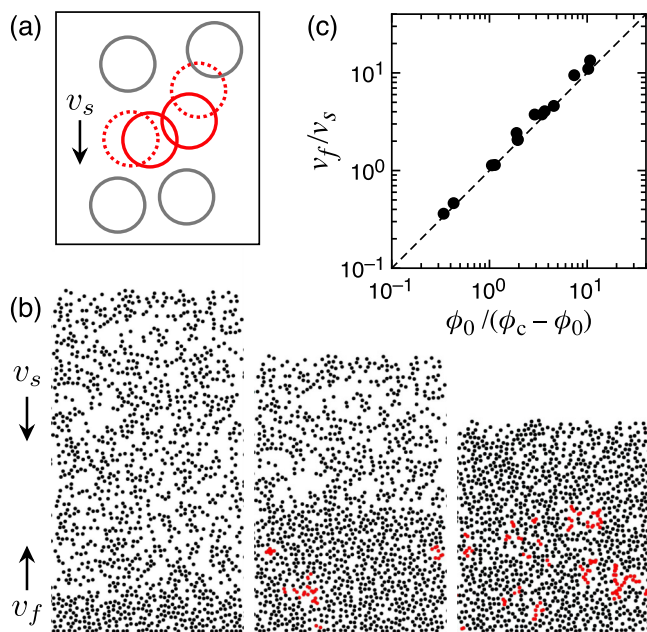 (a)
v_s
(c)
v_f/v_s
10^1
10^0
10^−1
10^−1 10^0 10^1
ϕ_0/(ϕ_c − ϕ_0)
(b)
v_s
v_f